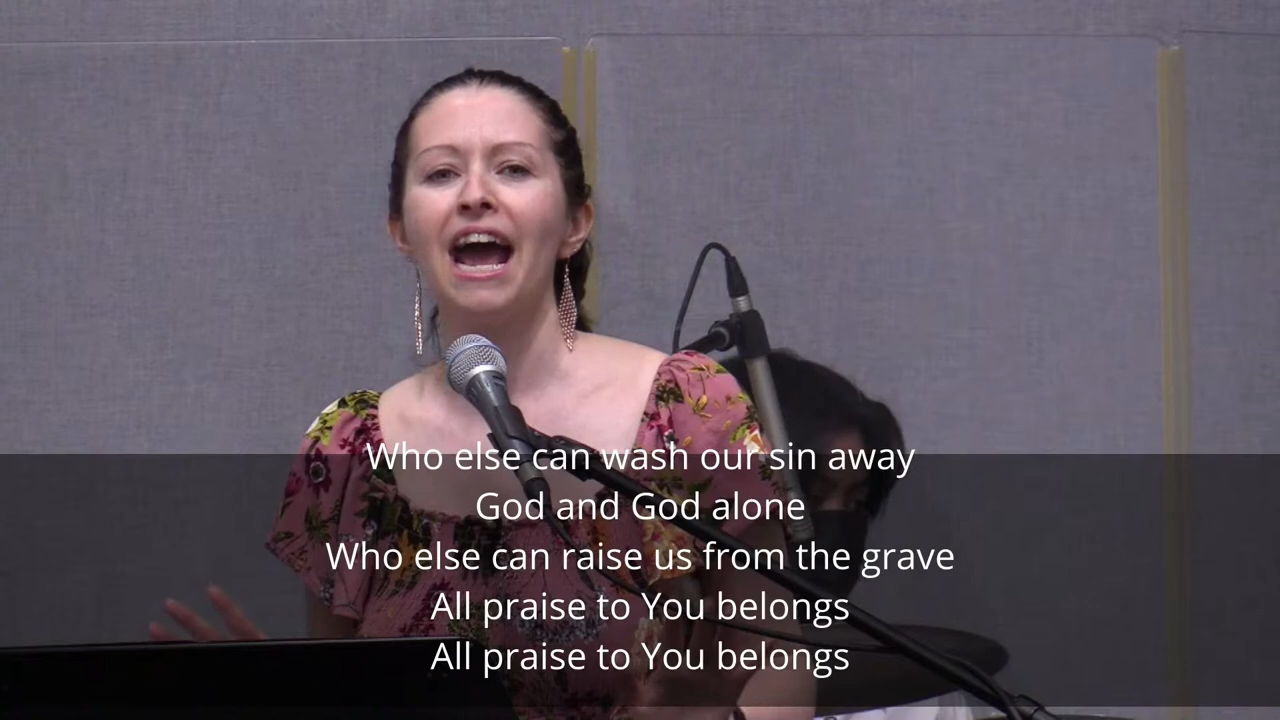 Who else can wash our sin away
God and God alone
Who else can raise us from the grave
All praise to You belongs
All praise to You belongs